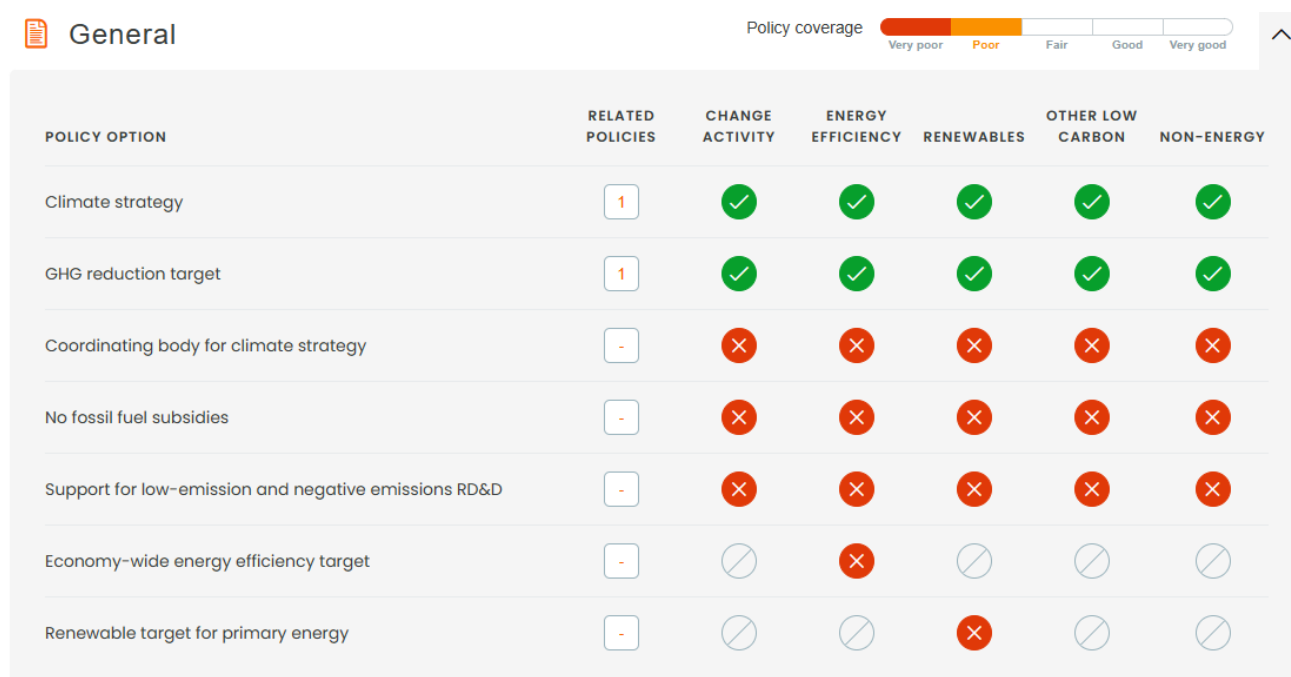 General
Policy coverage
Very poor Poor Fair Good Very good
POLICY OPTION RELATED POLICIES CHANGE ACTIVITY ENERGY EFFICIENCY RENEWABLES OTHER LOW CARBON NON-ENERGY
Climate strategy 1
GHG reduction target 1
Coordinating body for climate strategy -
No fossil fuel subsidies -
Support for low-emission and negative emissions RD&D -
Economy-wide energy efficiency target -
Renewable target for primary energy -